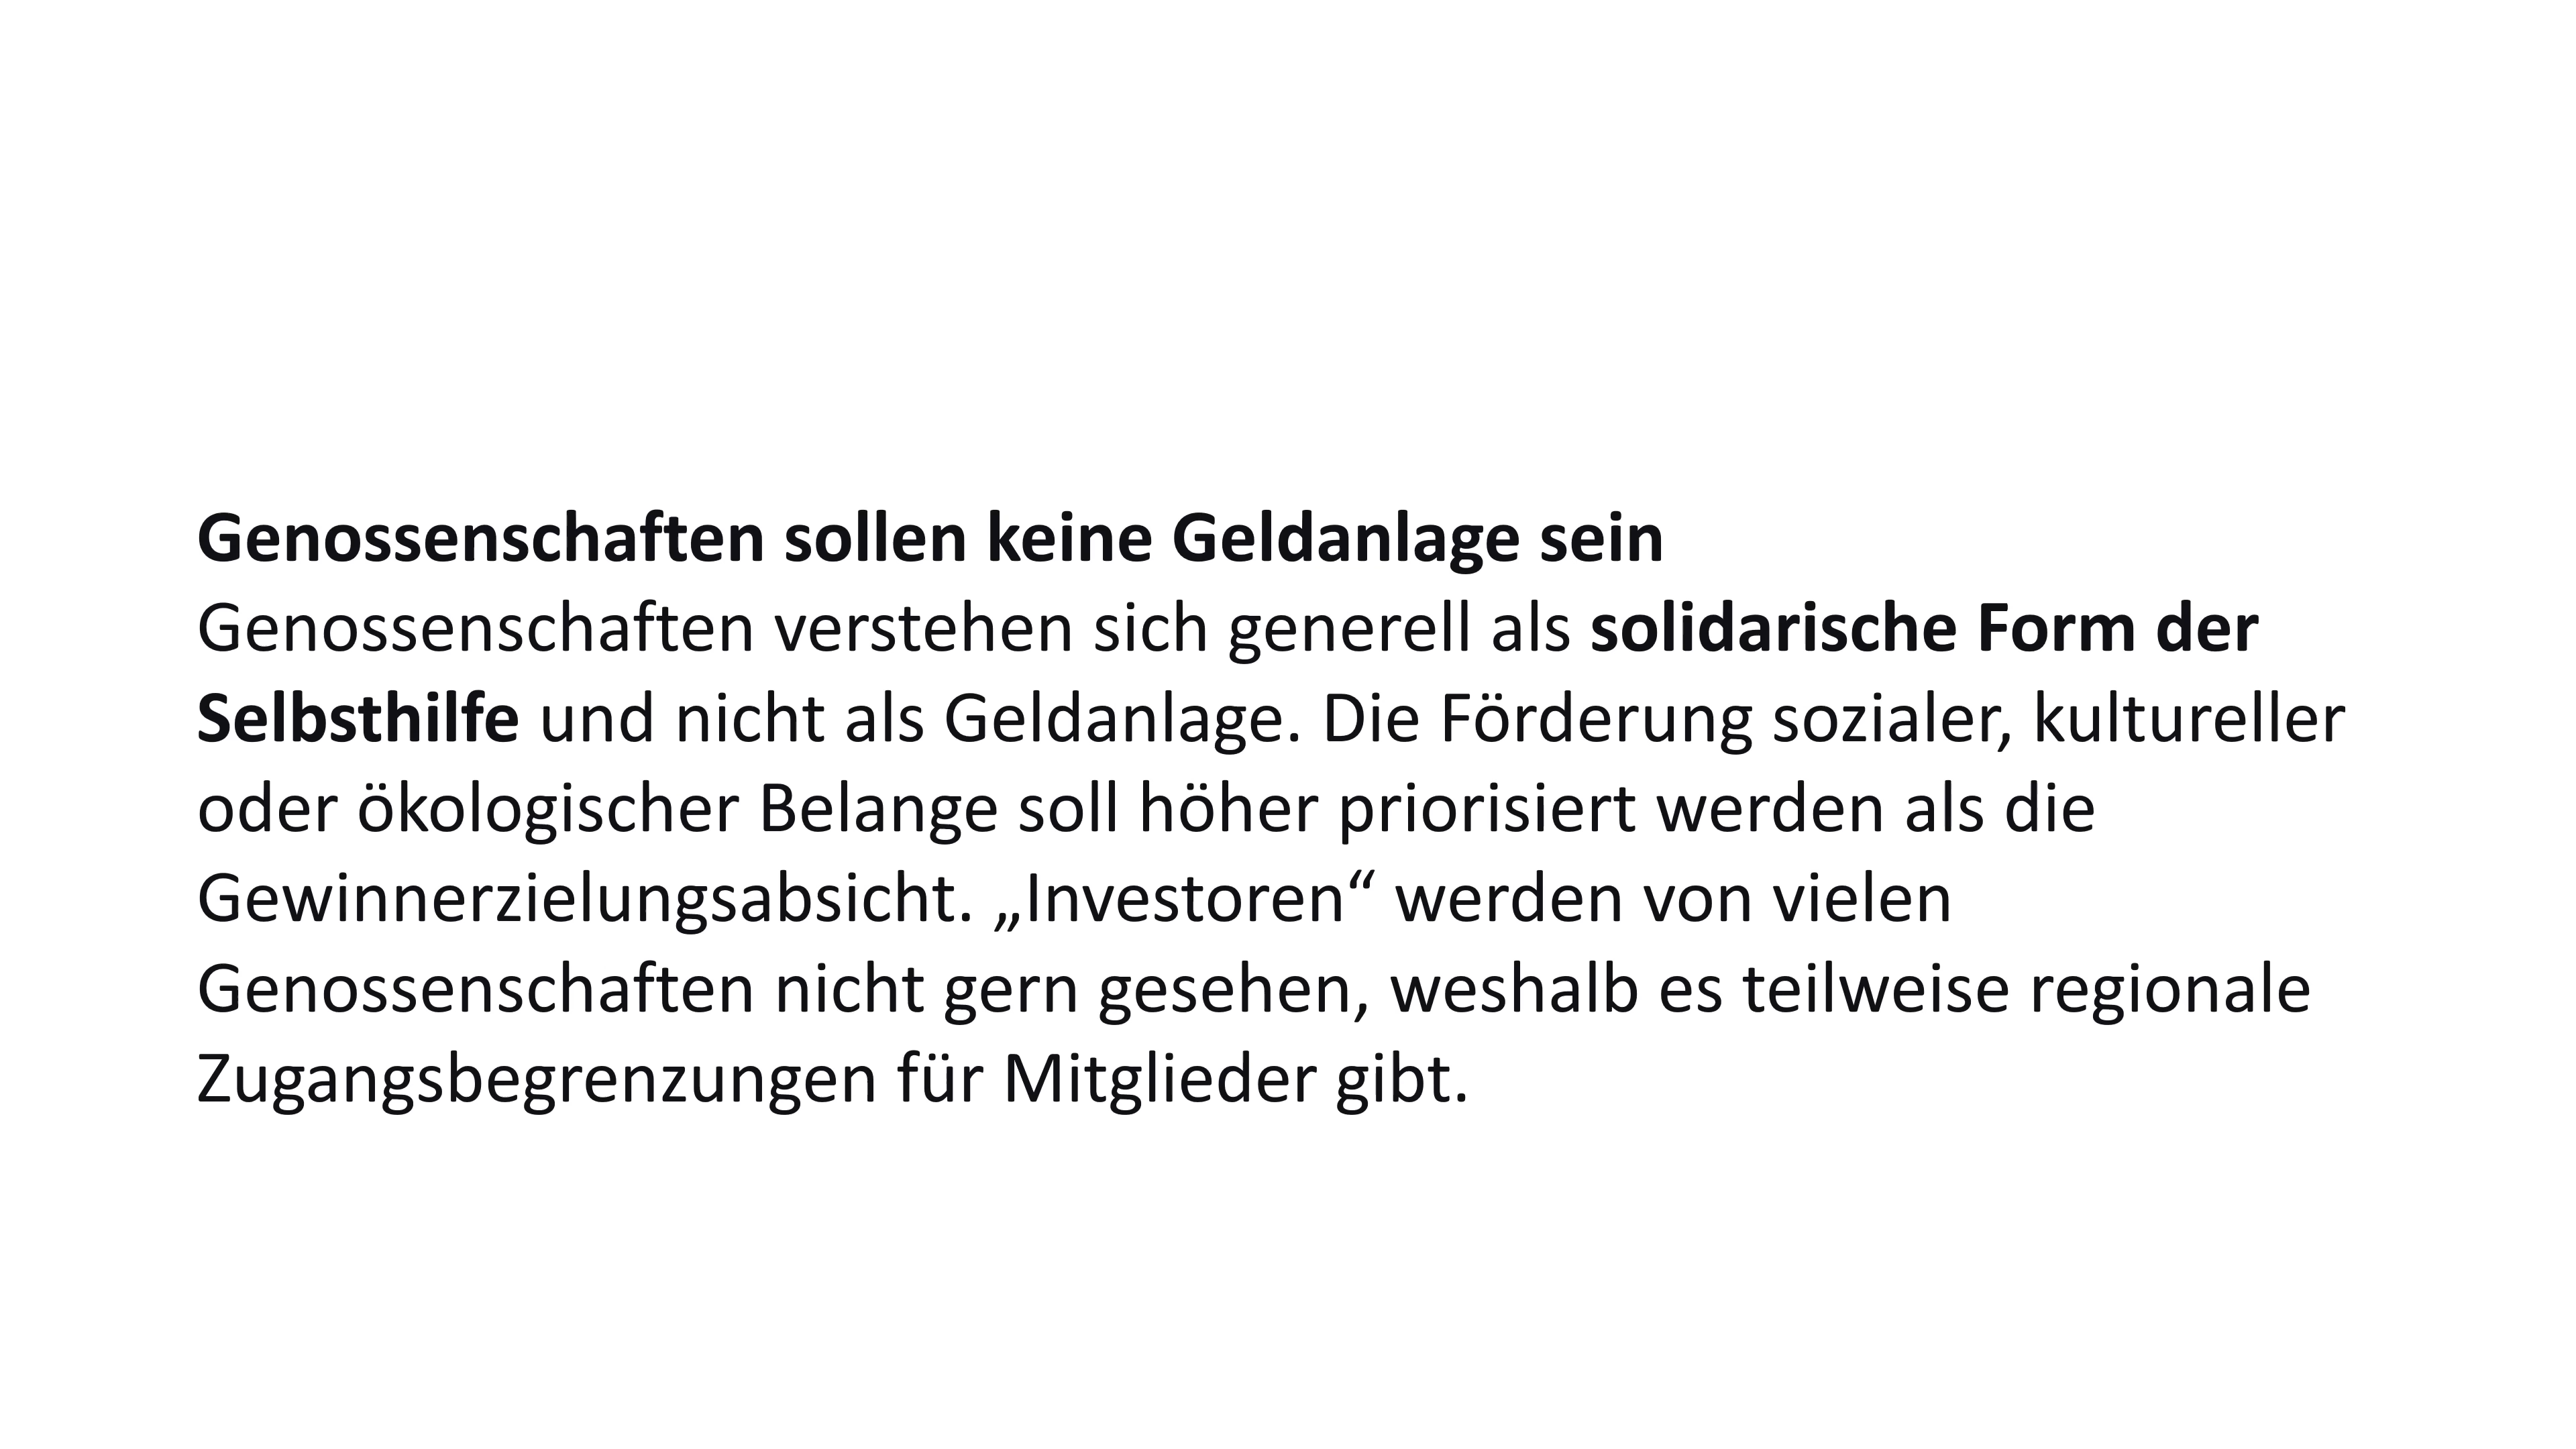 Genossenschaften sollen keine Geldanlage sein
Genossenschaften verstehen sich generell als solidarische Form der
Selbsthilfe und nicht als Geldanlage. Die Förderung sozialer, kultureller
oder ökologischer Belange soll höher priorisiert werden als die
Gewinnerzielungsabsicht. „Investoren“ werden von vielen
Genossenschaften nicht gern gesehen, weshalb es teilweise regionale
Zugangsbegrenzungen für Mitglieder gibt.